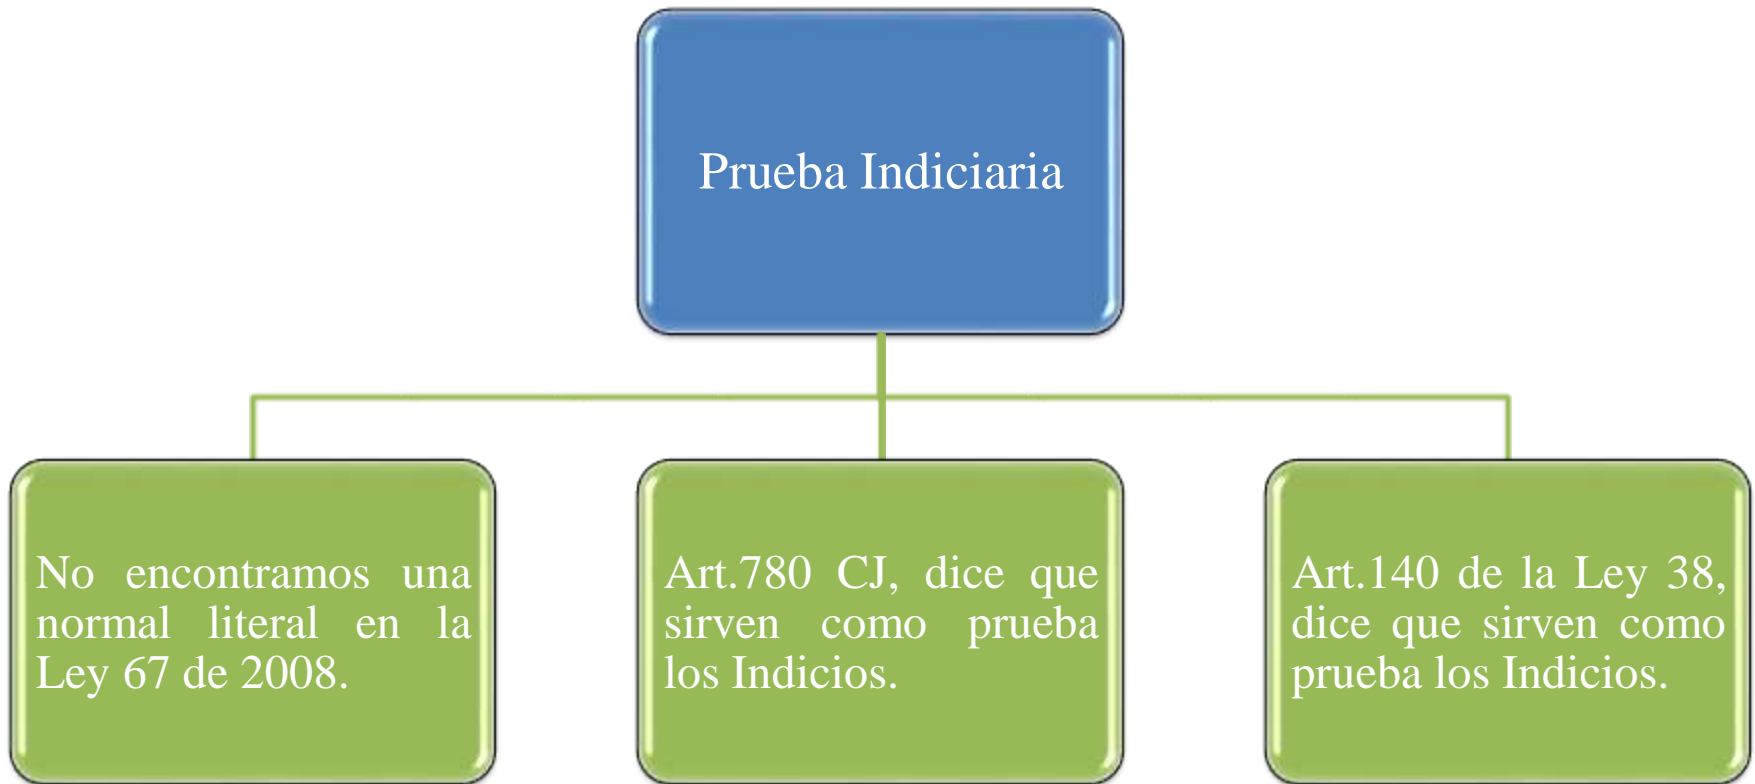 Prueba Indiciaria
No encontramos una
normal literal en la
Ley 67 de 2008.
Art.780 CJ, dice que
sirven como prueba
los Indicios.
Art.140 de la Ley 38,
dice que sirven como
prueba los Indicios.